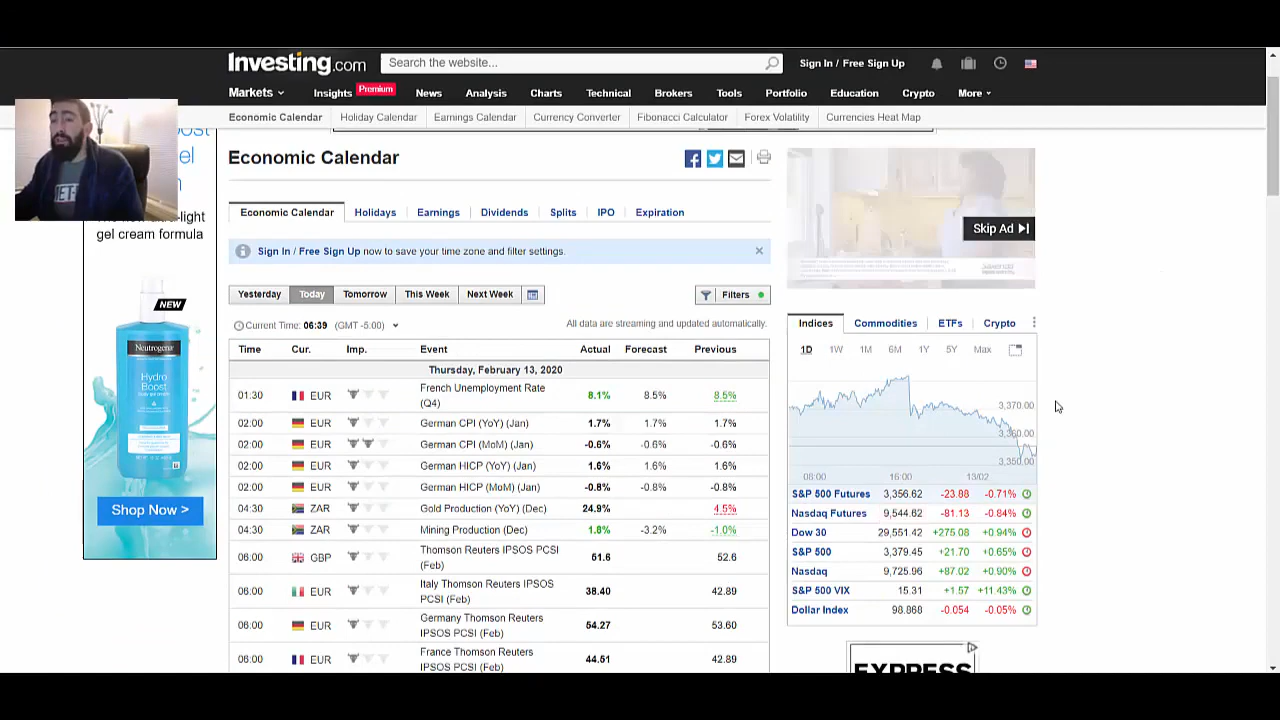 Investing.com
Search the website...
Sign In / Free Sign Up
Markets
Insights
Premium
News
Analysis
Charts
Technical
Brokers
Tools
Portfolio
Education
Crypto
More
Economic Calendar
Holiday Calendar
Earnings Calendar
Currency Converter
Fibonacci Calculator
Forex Volatility
Currencies Heat Map
gel cream formula
NEW
Neutrogena
Hydro
Boost
Shop Now >
Economic Calendar
Economic Calendar
Holidays
Earnings
Dividends
Splits
IPO
Expiration
Sign In / Free Sign Up now to save your time zone and filter settings.
Yesterday
Today
Tomorrow
This Week
Next Week
Filters
Current Time: 06:39 (GMT -5:00)
All data are streaming and updated automatically.
Time Cur. Imp. Event Actual Forecast Previous
Thursday, February 13, 2020
01:30 EUR French Unemployment Rate (Q4) 8.1% 8.5% 8.5%
02:00 EUR German CPI (YoY) (Jan) 1.7% 1.7% 1.7%
02:00 EUR German CPI (MoM) (Jan) -0.6% -0.6% -0.6%
02:00 EUR German HICP (YoY) (Jan) 1.6% 1.6% 1.6%
02:00 EUR German HICP (MoM) (Jan) -0.8% -0.8% -0.8%
04:30 ZAR Gold Production (YoY) (Dec) 24.9% 4.5%
04:30 ZAR Mining Production (Dec) 1.8% -3.2% -1.0%
06:00 GBP Thomson Reuters IPSOS PCSI (Feb) 51.6 52.6
06:00 EUR Italy Thomson Reuters IPSOS PCSI (Feb) 38.40 42.89
06:00 EUR Germany Thomson Reuters IPSOS PCSI (Feb) 54.27 53.60
06:00 EUR France Thomson Reuters IPSOS PCSI (Feb) 44.51 42.89
Skip Ad
Indices
Commodities
ETFs
Crypto
1D 1W 1M 6M 1Y 5Y Max
3,370.00
3,360.00
3,350.00
08:00 16:00 13/02
S&P 500 Futures 3,356.62 -23.88 -0.71%
Nasdaq Futures 9,544.62 -81.13 -0.84%
Dow 30 29,551.42 +275.08 +0.94%
S&P 500 3,379.45 +21.70 +0.65%
Nasdaq 9,725.96 +87.02 +0.90%
S&P 500 VIX 15.31 +1.57 +11.43%
Dollar Index 98.868 -0.054 -0.05%
EXPRESS